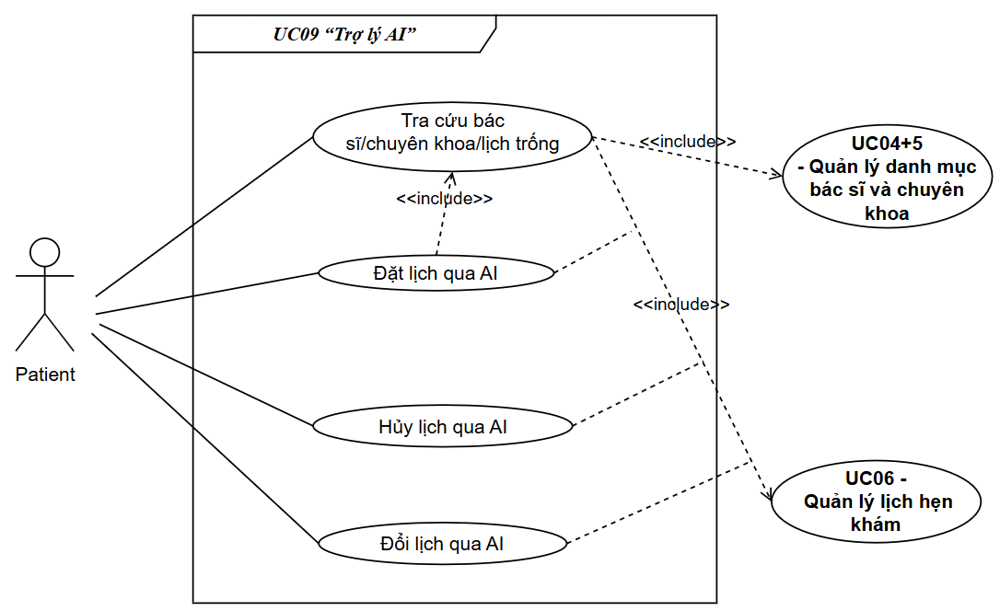 UC09 “Trợ lý AI”
Tra cứu bác
sĩ/chuyên khoa/lịch trống
<<include>>
UC04+5
- Quản lý danh mục
bác sĩ và chuyên
khoa
<<include>>
Đặt lịch qua AI
<<include>>
Patient
Hủy lịch qua AI
UC06 -
Quản lý lịch hẹn
khám
Đổi lịch qua AI